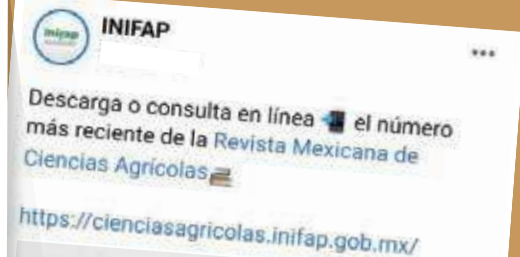 inifap
INIFAP
Descarga o consulta en línea 📲 el número
más reciente de la Revista Mexicana de
Ciencias Agrícolas
https://cienciasagricolas.inifap.gob.mx/